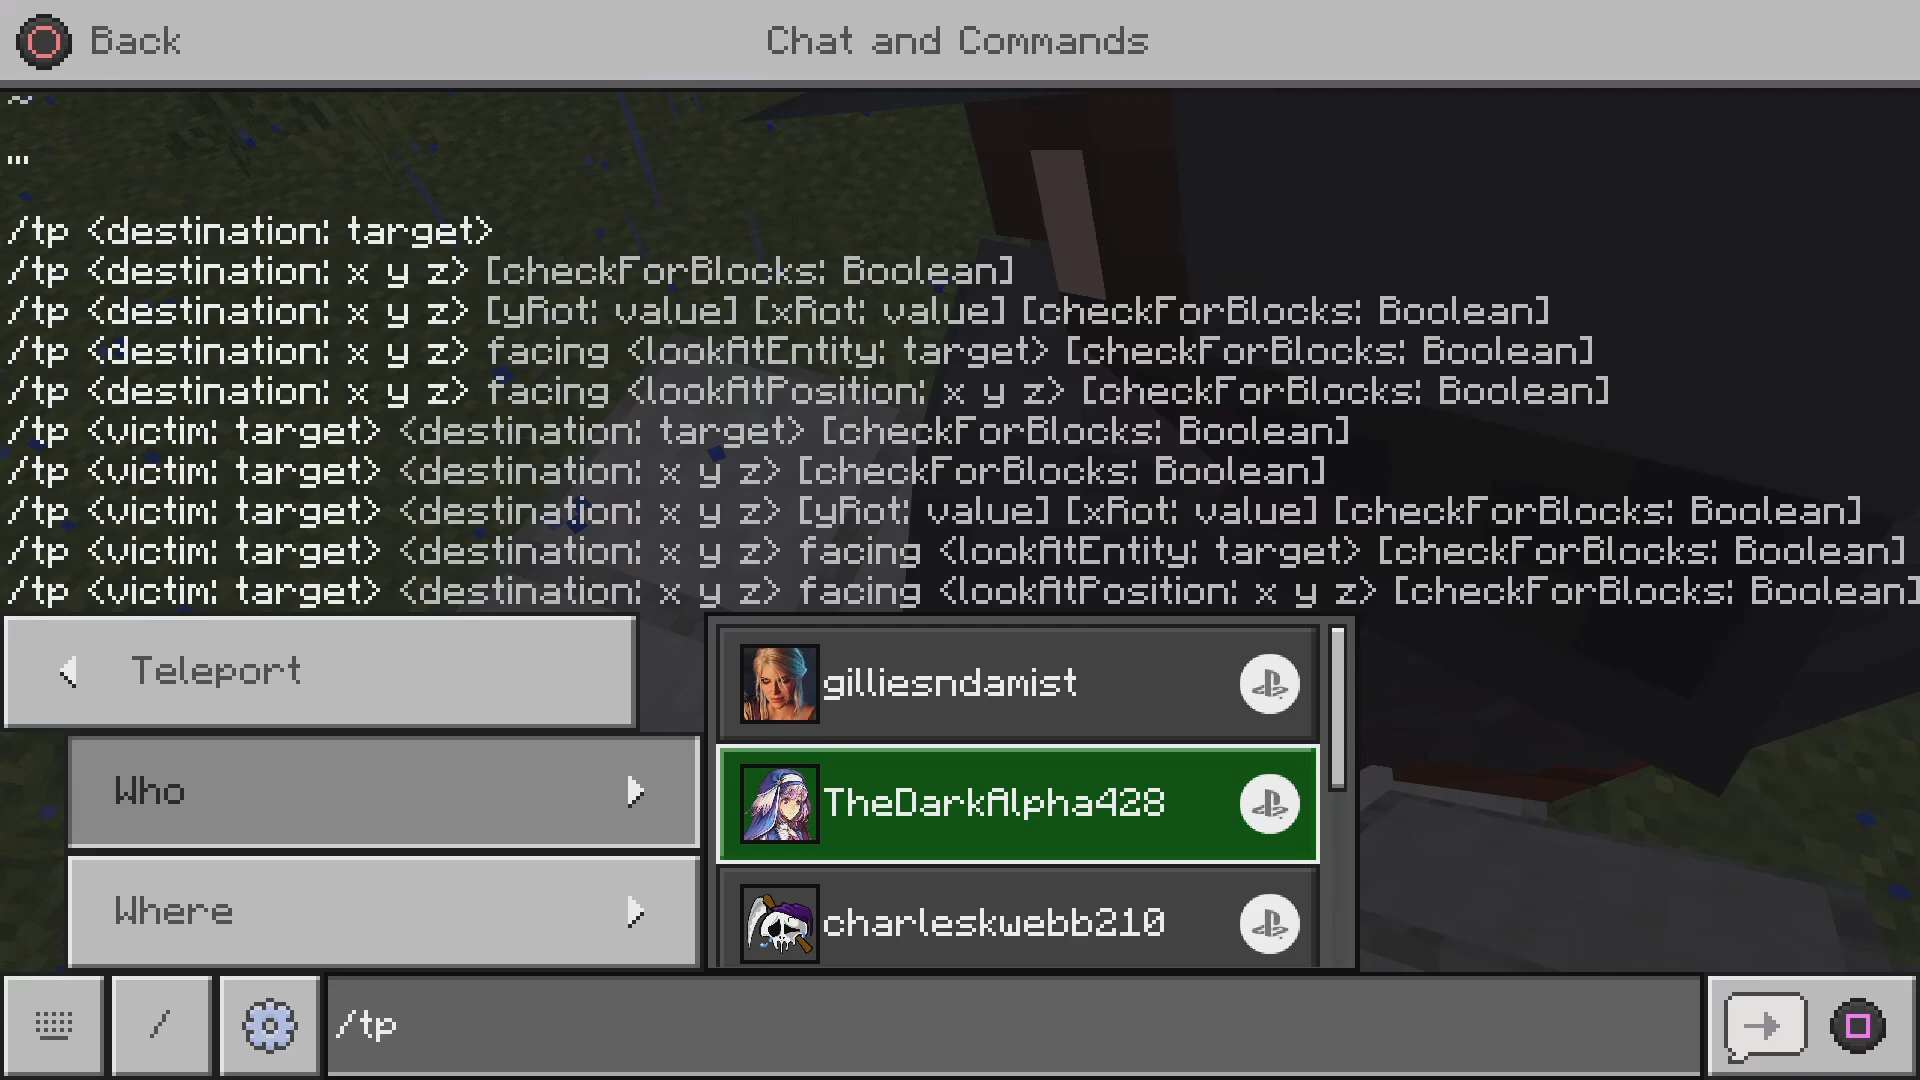 Back
Chat and Commands
~
...
/tp <destination: target>
/tp <destination: x y z> [checkForBlocks: Boolean]
/tp <destination: x y z> [yRot: value] [xRot: value] [checkForBlocks: Boolean]
/tp <destination: x y z> facing <lookAtEntity: target> [checkForBlocks: Boolean]
/tp <destination: x y z> facing <lookAtPosition: x y z> [checkForBlocks: Boolean]
/tp <victim: target> <destination: target> [checkForBlocks: Boolean]
/tp <victim: target> <destination: x y z> [checkForBlocks: Boolean]
/tp <victim: target> <destination: x y z> [yRot: value] [xRot: value] [checkForBlocks: Boolean]
/tp <victim: target> <destination: x y z> facing <lookAtEntity: target> [checkForBlocks: Boolean]
/tp <victim: target> <destination: x y z> facing <lookAtPosition: x y z> [checkForBlocks: Boolean]
Teleport
Who
Where
gilliesndamist
TheDarkAlpha428
charleskwebb210
/
/tp